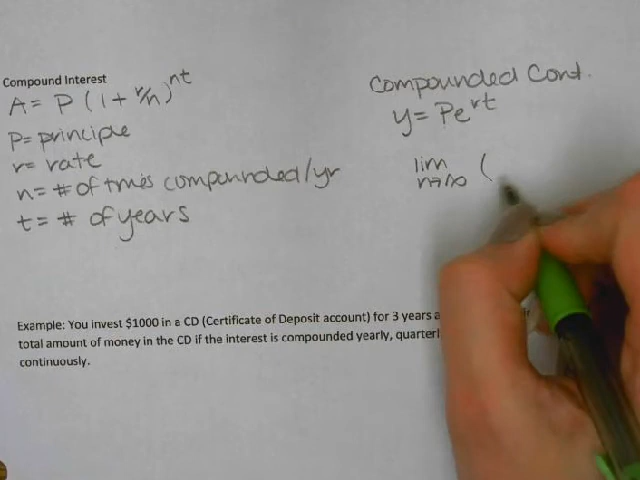 Compound Interest
A = P (1 + r/n)^nt
P = principle
r = rate
n = # of times compounded/yr
t = # of years
Compounded Cont.
y = Pe^rt
lim (
n→∞
Example: You invest $1000 in a CD (Certificate of Deposit account) for 3 years
total amount of money in the CD if the interest is compounded yearly,
continuously.